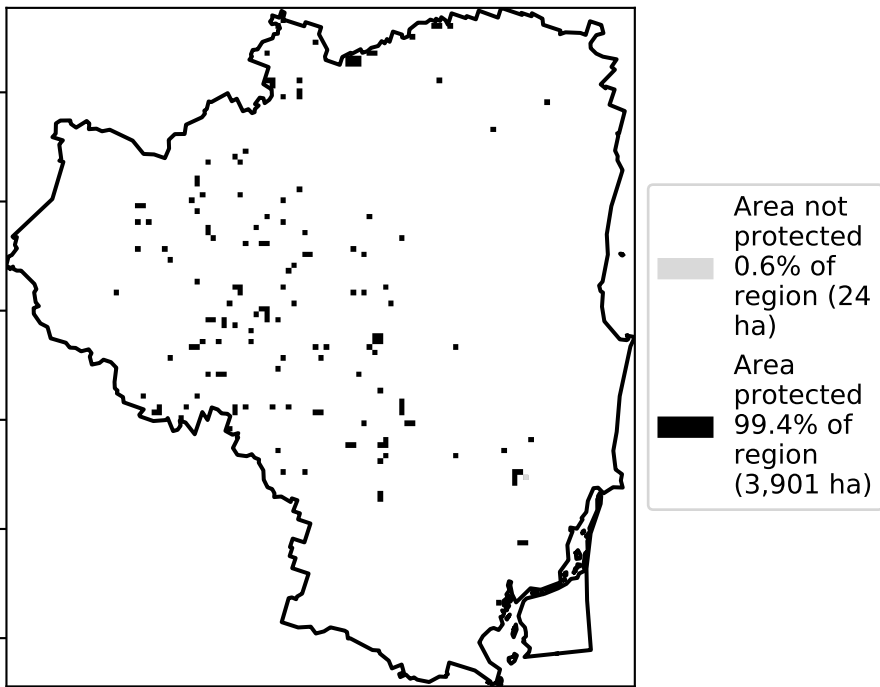 Area not
protected
0.6% of
region (24
ha)
Area
protected
99.4% of
region
(3,901 ha)